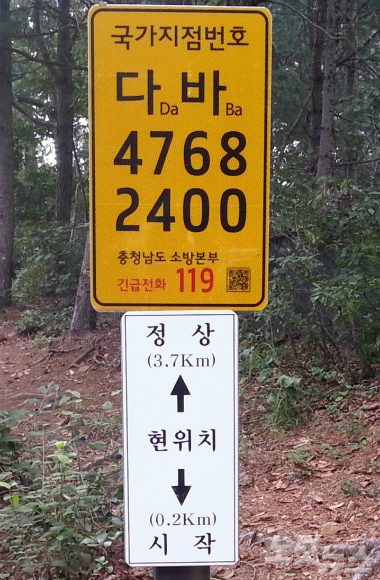 국가지점번호
다Da 바Ba
4768
2400
충청남도 소방본부
긴급전화 119
정 상
(3.7Km)
현위치
(0.2Km)
시 작